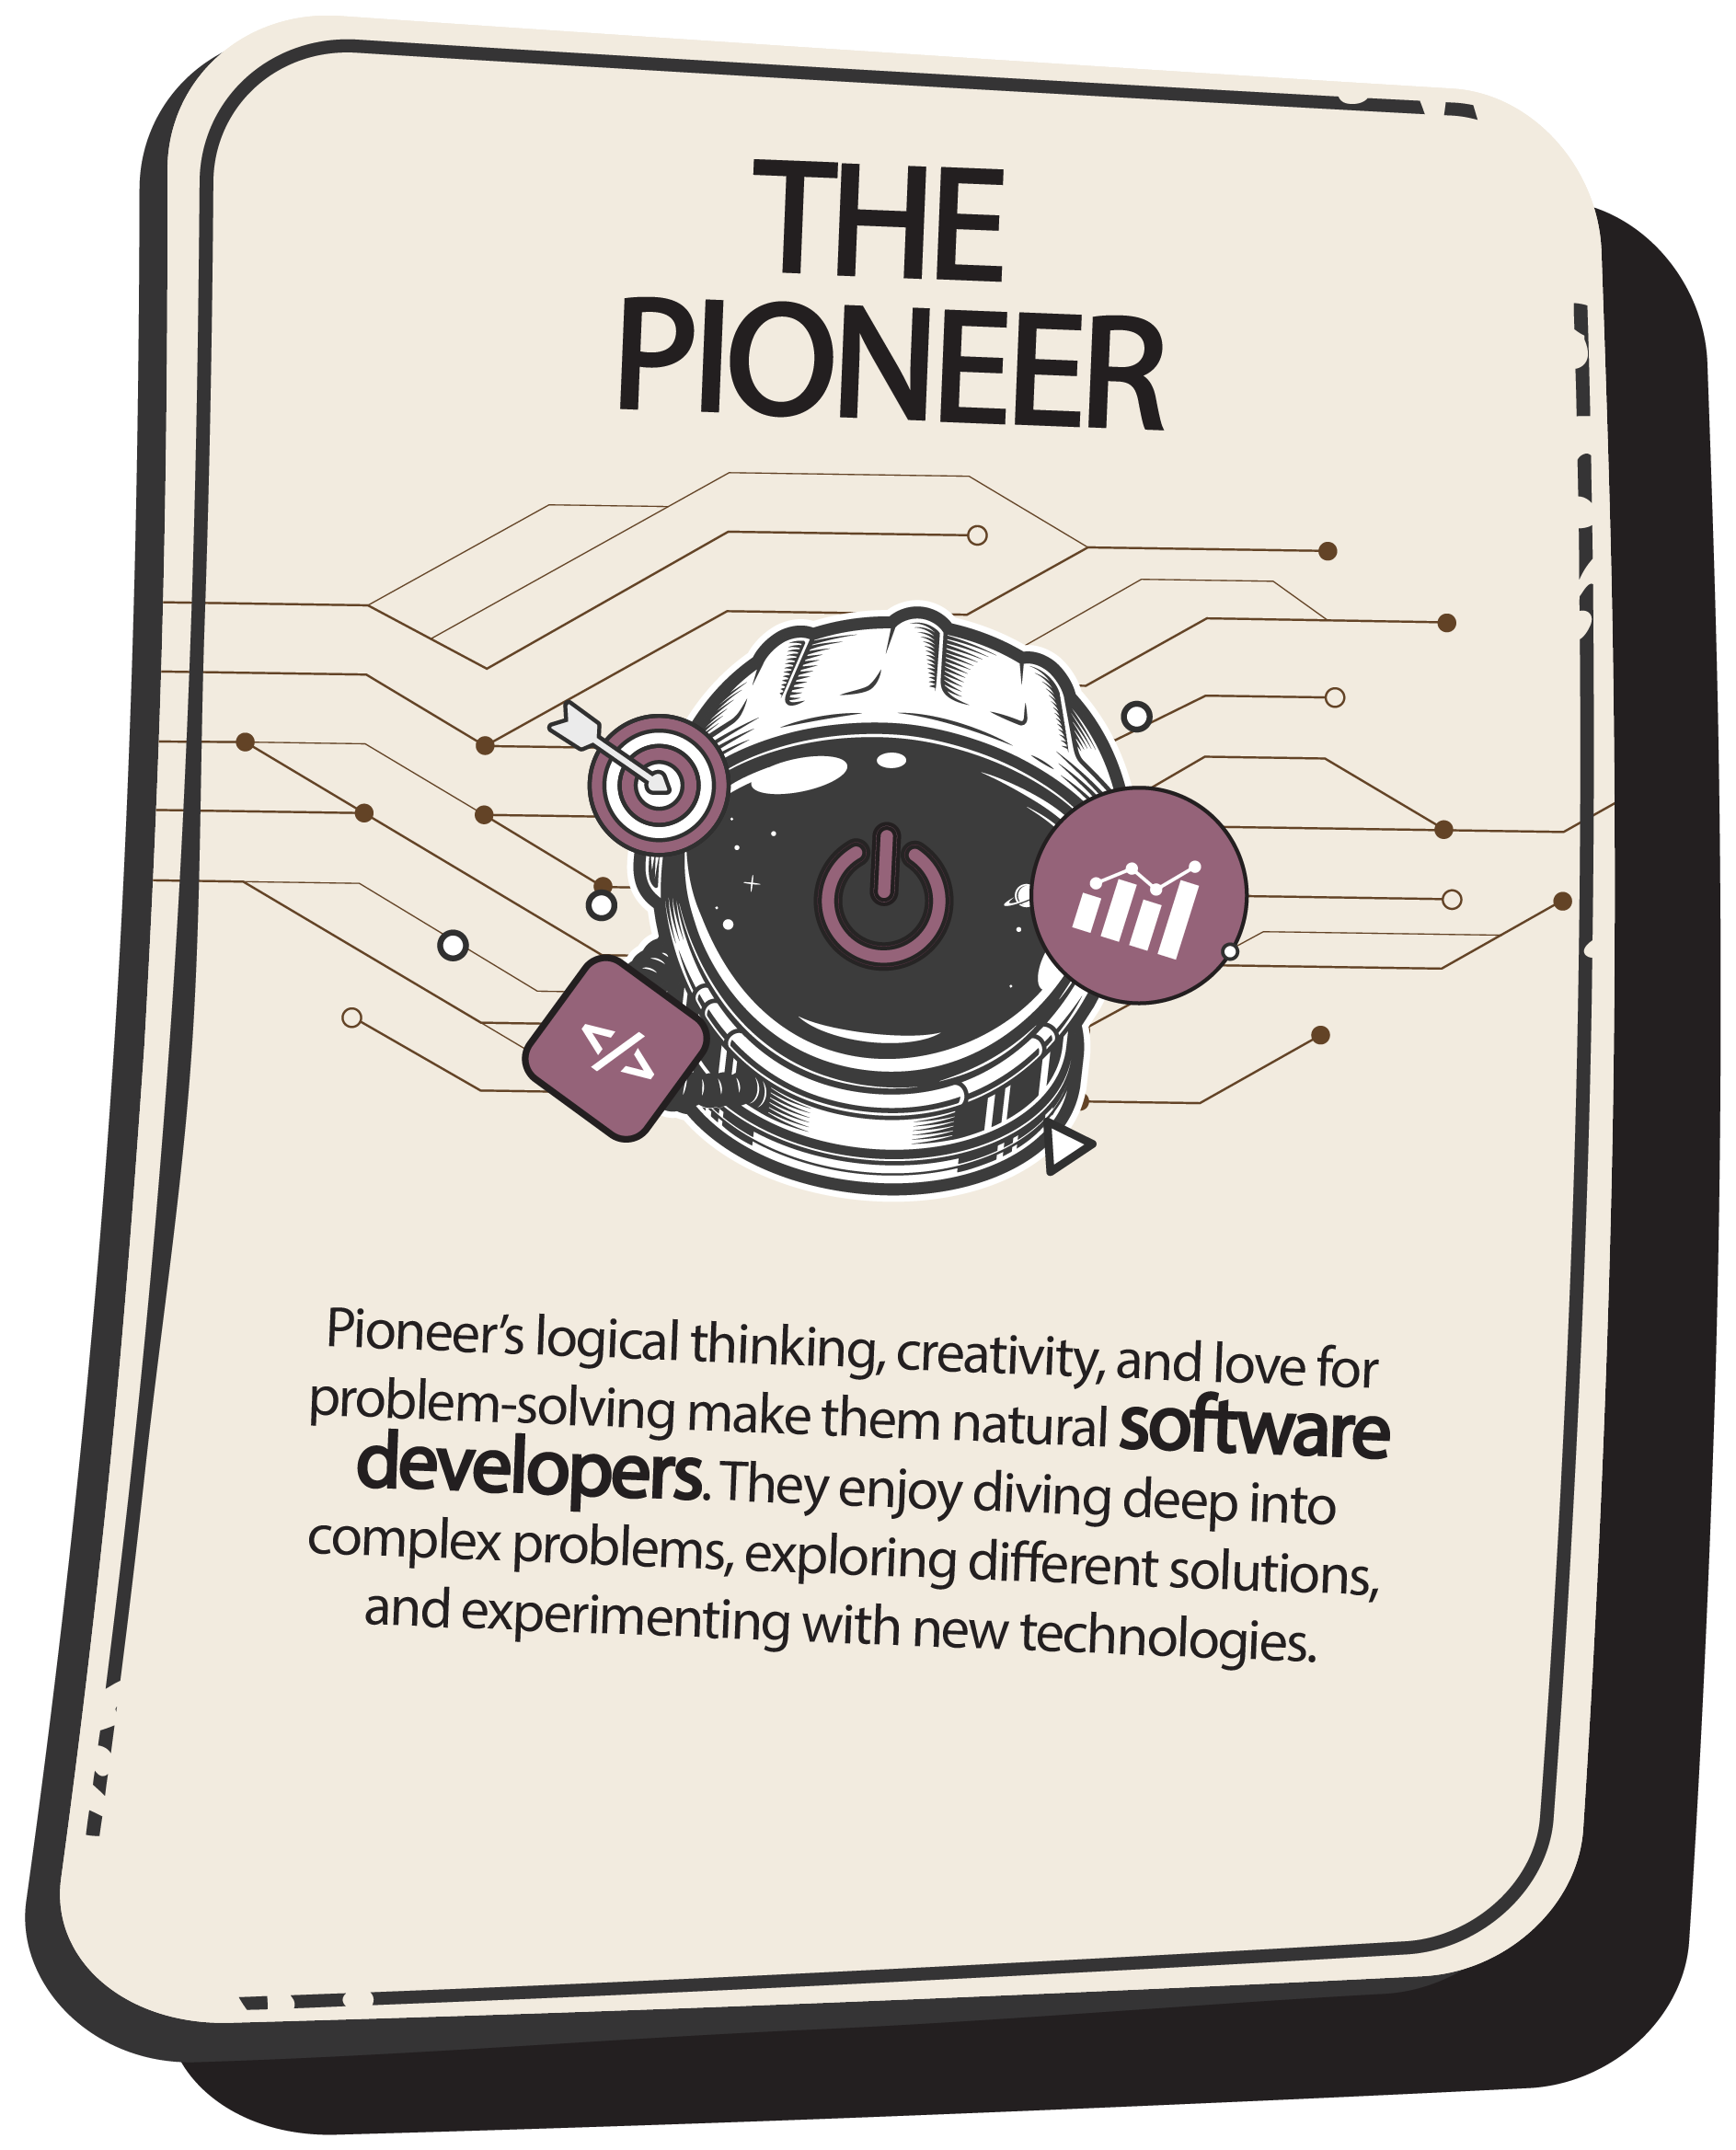 THE
PIONEER
</>
Pioneer’s logical thinking, creativity, and love for
problem-solving make them natural software
developers. They enjoy diving deep into
complex problems, exploring different solutions,
and experimenting with new technologies.